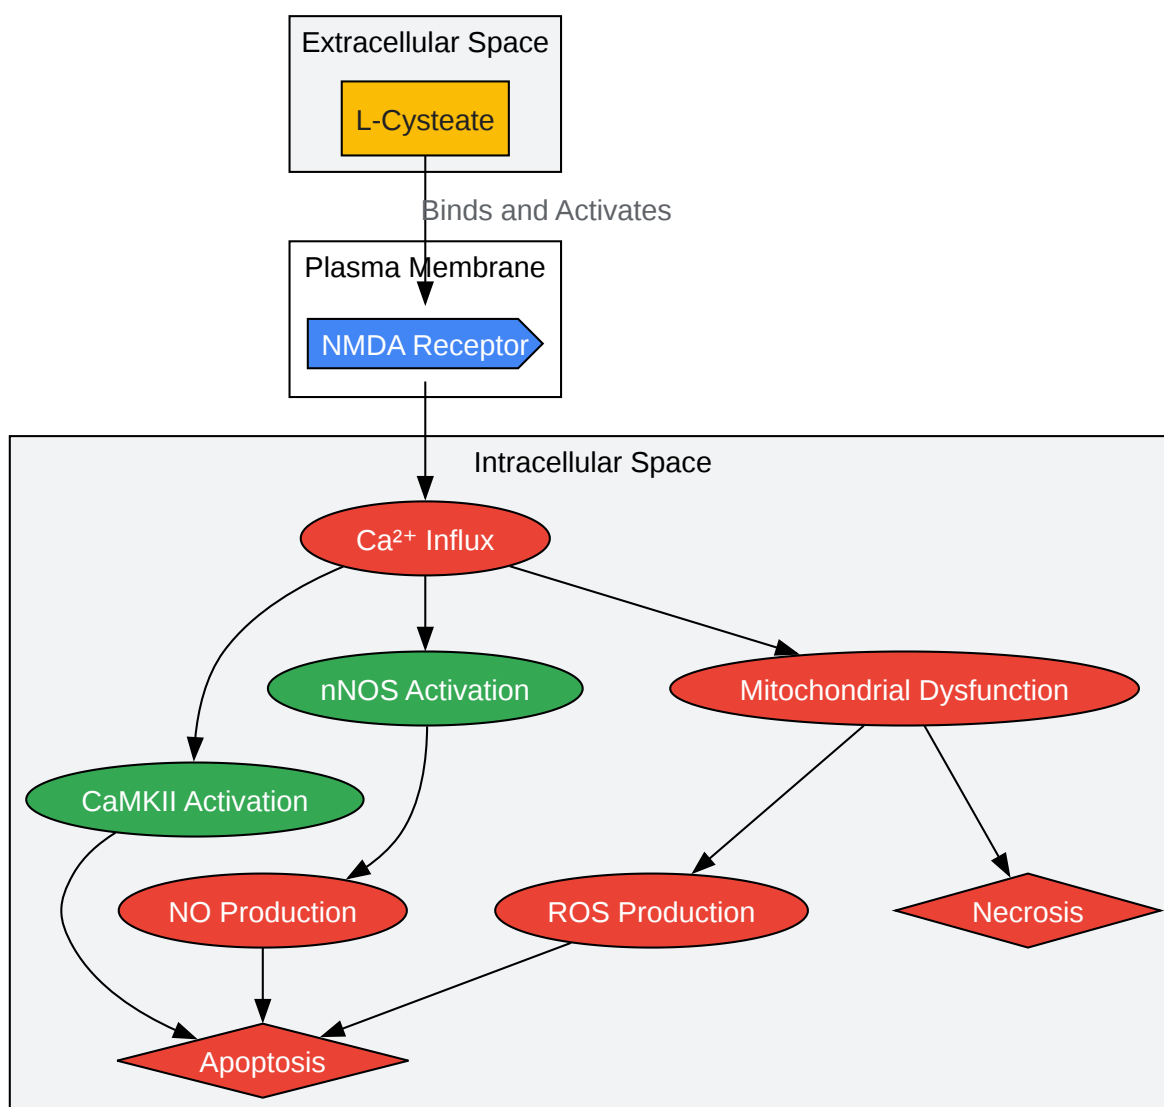 Extracellular Space
L-Cysteate
Binds and Activates
Plasma Membrane
NMDA Receptor
Intracellular Space
Ca²⁺ Influx
nNOS Activation
Mitochondrial Dysfunction
CaMKII Activation
NO Production
ROS Production
Necrosis
Apoptosis